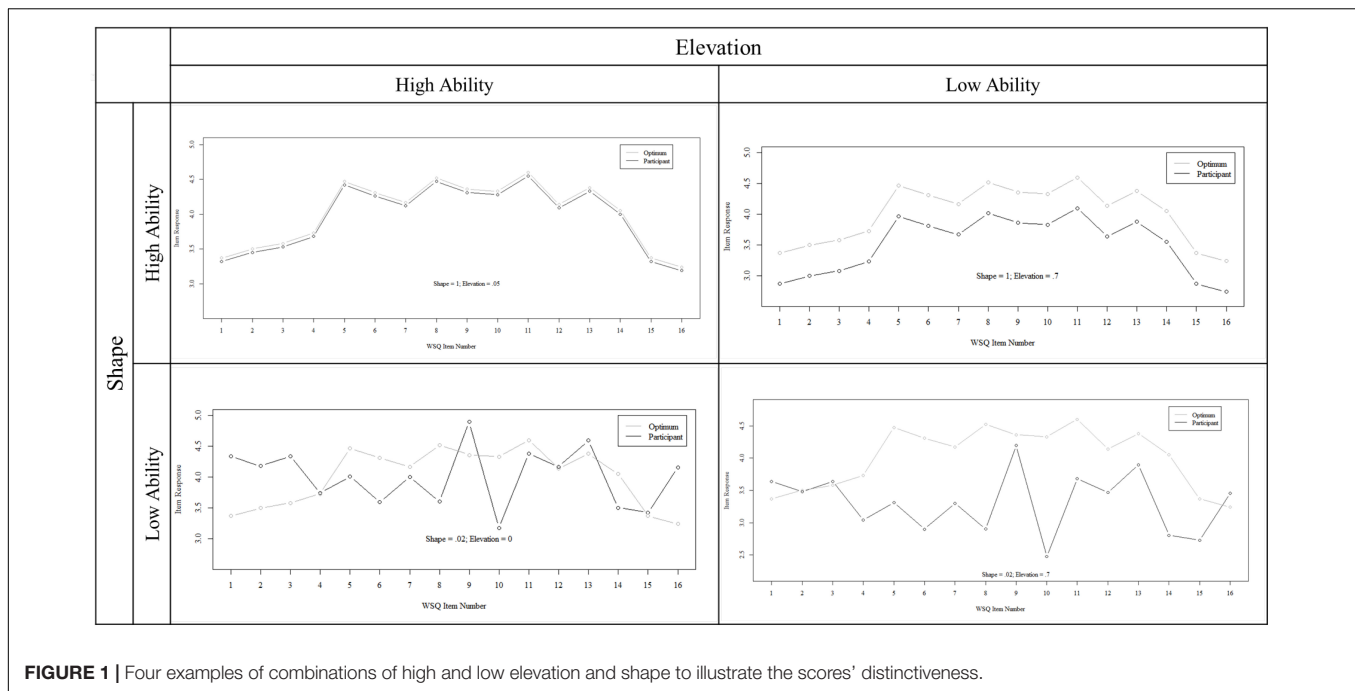 Elevation
High Ability
Low Ability
Shape
High Ability
5.0
4.5
4.0
3.5
3.0
Item Response
Optimum
Participant
Shape = 1; Elevation = .05
1 2 3 4 5 6 7 8 9 10 11 12 13 14 15 16
WSQ Item Number
5.0
4.5
4.0
3.5
3.0
Item Response
Optimum
Participant
Shape = 1; Elevation = .7
1 2 3 4 5 6 7 8 9 10 11 12 13 14 15 16
WSQ Item Number
Low Ability
5.0
4.5
4.0
3.5
3.0
Item Response
Optimum
Participant
Shape = .02; Elevation = 0
1 2 3 4 5 6 7 8 9 10 11 12 13 14 15 16
WSQ Item Number
4.5
4.0
3.5
3.0
2.5
Item Response
Optimum
Participant
Shape = .02; Elevation = .7
1 2 3 4 5 6 7 8 9 10 11 12 13 14 15 16
WSQ Item Number
FIGURE 1 | Four examples of combinations of high and low elevation and shape to illustrate the scores' distinctiveness.